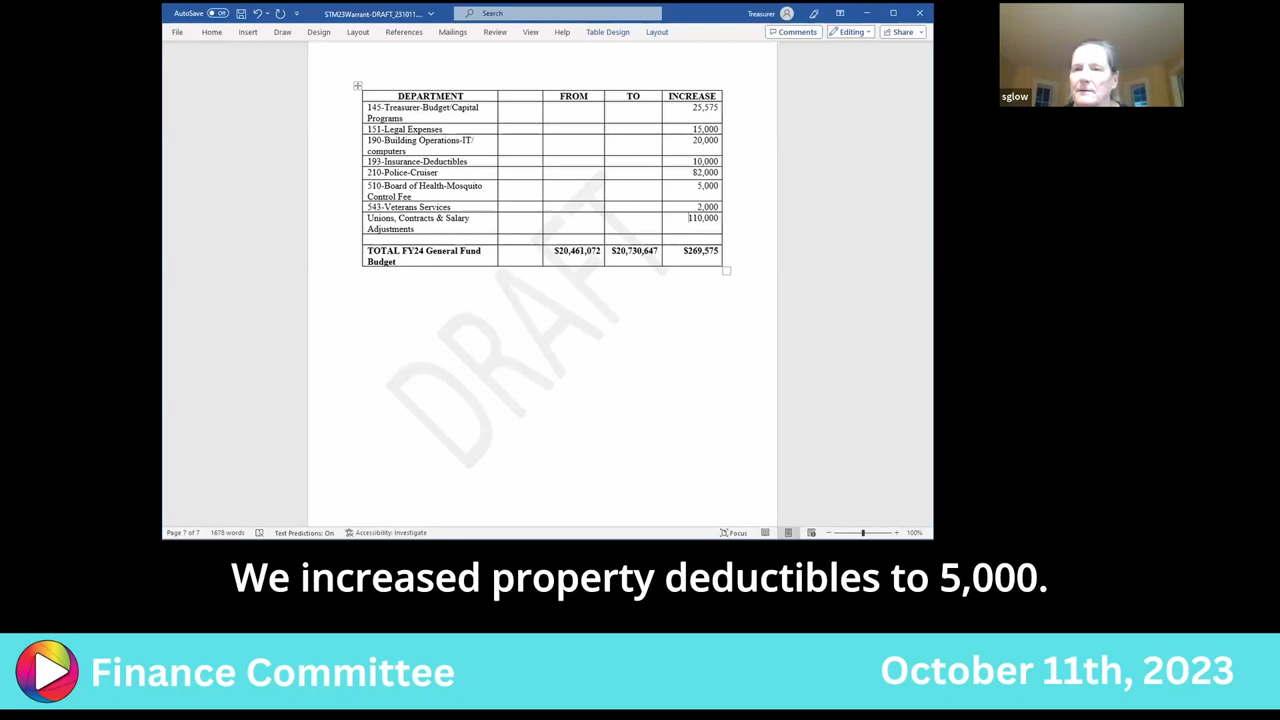 AutoSave Off STM23Warrant-DRAFT_231011.... Search Treasurer
File Home Insert Draw Design Layout References Mailings Review View Help Table Design Layout Comments Editing Share
DEPARTMENT FROM TO INCREASE
145-Treasurer-Budget/Capital 25,575
Programs
151-Legal Expenses 15,000
190-Building Operations-IT/ 20,000
computers
193-Insurance-Deductibles 10,000
210-Police-Cruiser 82,000
510-Board of Health-Mosquito 5,000
Control Fee
543-Veterans Services 2,000
Unions, Contracts & Salary 110,000
Adjustments
TOTAL FY24 General Fund $20,461,072 $20,730,647 $269,575
Budget
DRAFT
Page 7 of 7 1678 words Text Predictions: On Accessibility: Investigate Focus 100%
sglow
We increased property deductibles to 5,000.
Finance Committee October 11th, 2023